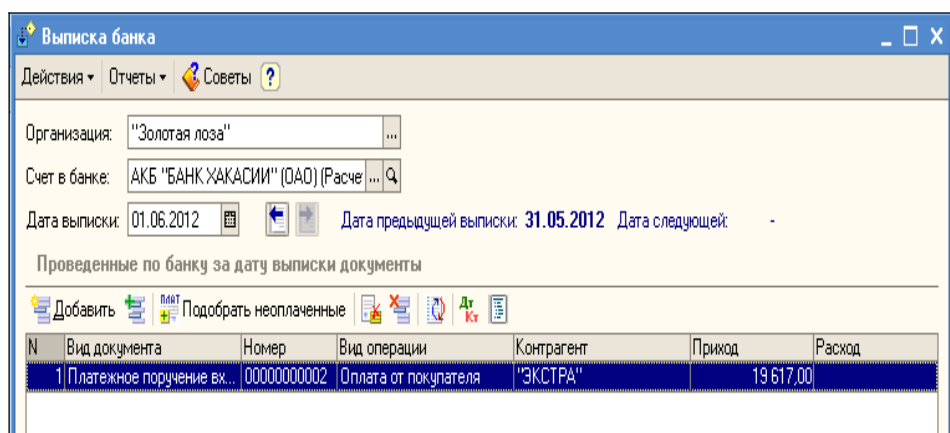 Выписка банка
Действия Отчеты Советы ?
Организация: "Золотая лоза" ...
Счет в банке: АКБ "БАНК ХАКАСИИ" (ОАО) (Расче ...
Дата выписки: 01.06.2012 Дата предыдущей выписки: 31.05.2012 Дата следующей: -
Проведенные по банку за дату выписки документы
Добавить ПЛАТ Подобрать неоплаченные Дт Кт
N Вид документа Номер Вид операции Контрагент Приход Расход
1 Платежное поручение вх... 00000000002 Оплата от покупателя "ЭКСТРА" 19 617,00